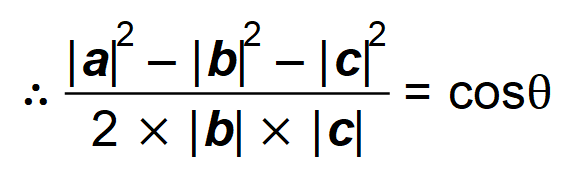 ∴ (|a|² – |b|² – |c|²) / (2 × |b| × |c|) = cosθ